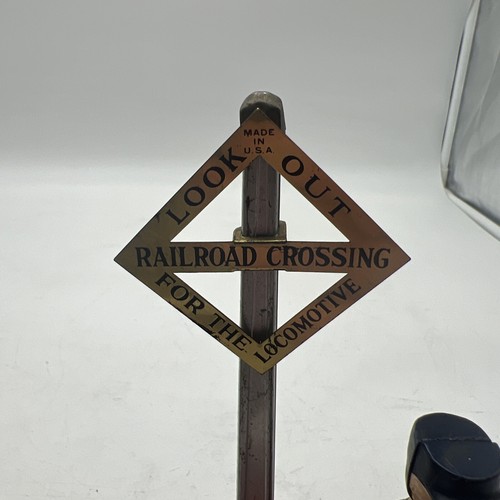 MADE
IN
U.S.A
LOOK OUT
RAILROAD CROSSING
FOR THE LOCOMOTIVE